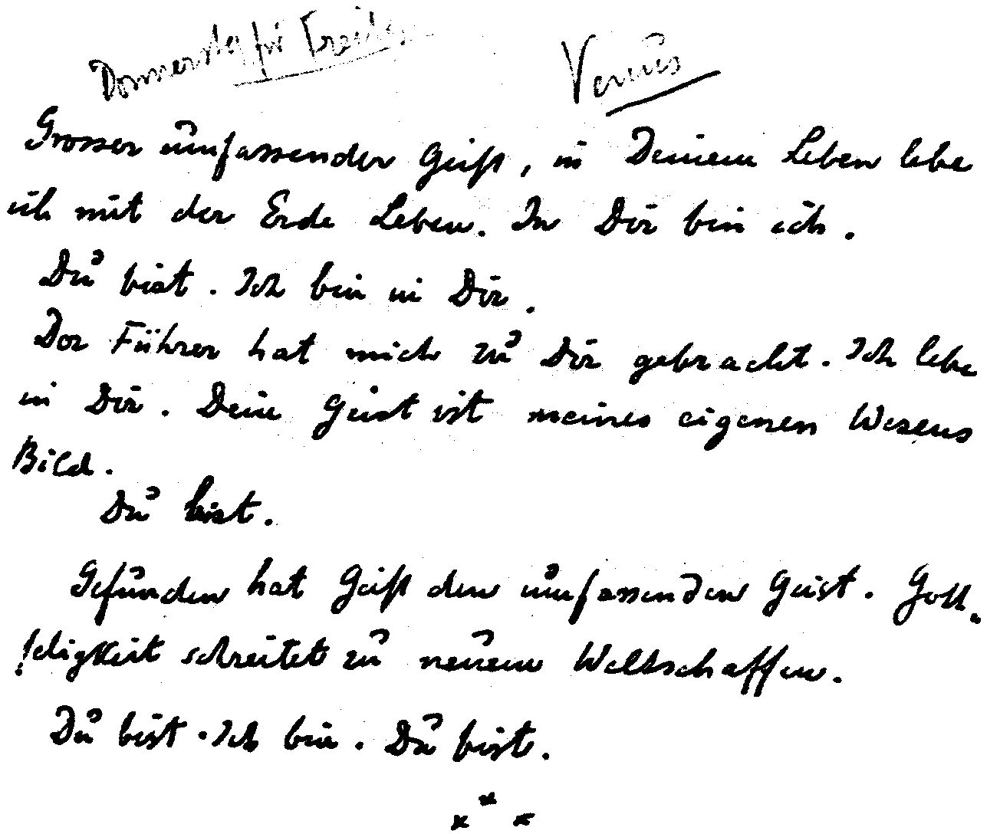 Donnerstag für Freitag Venus
Grosser umfassender Geist, in Deinem Leben lebe
ich mit der Erde Leben. In Dir bin ich.
Du bist. Ich bin in Dir.
Der Führer hat mich zu Dir gebracht. Ich lebe
in Dir. Dein Geist ist meines eigenen Wesens
Bild.
Du bist.
Gefunden hat Geist den umfassenden Geist. Gott-
seligkeit schreitet zu neuem Weltschaffen.
Du bist. Ich bin. Du bist.